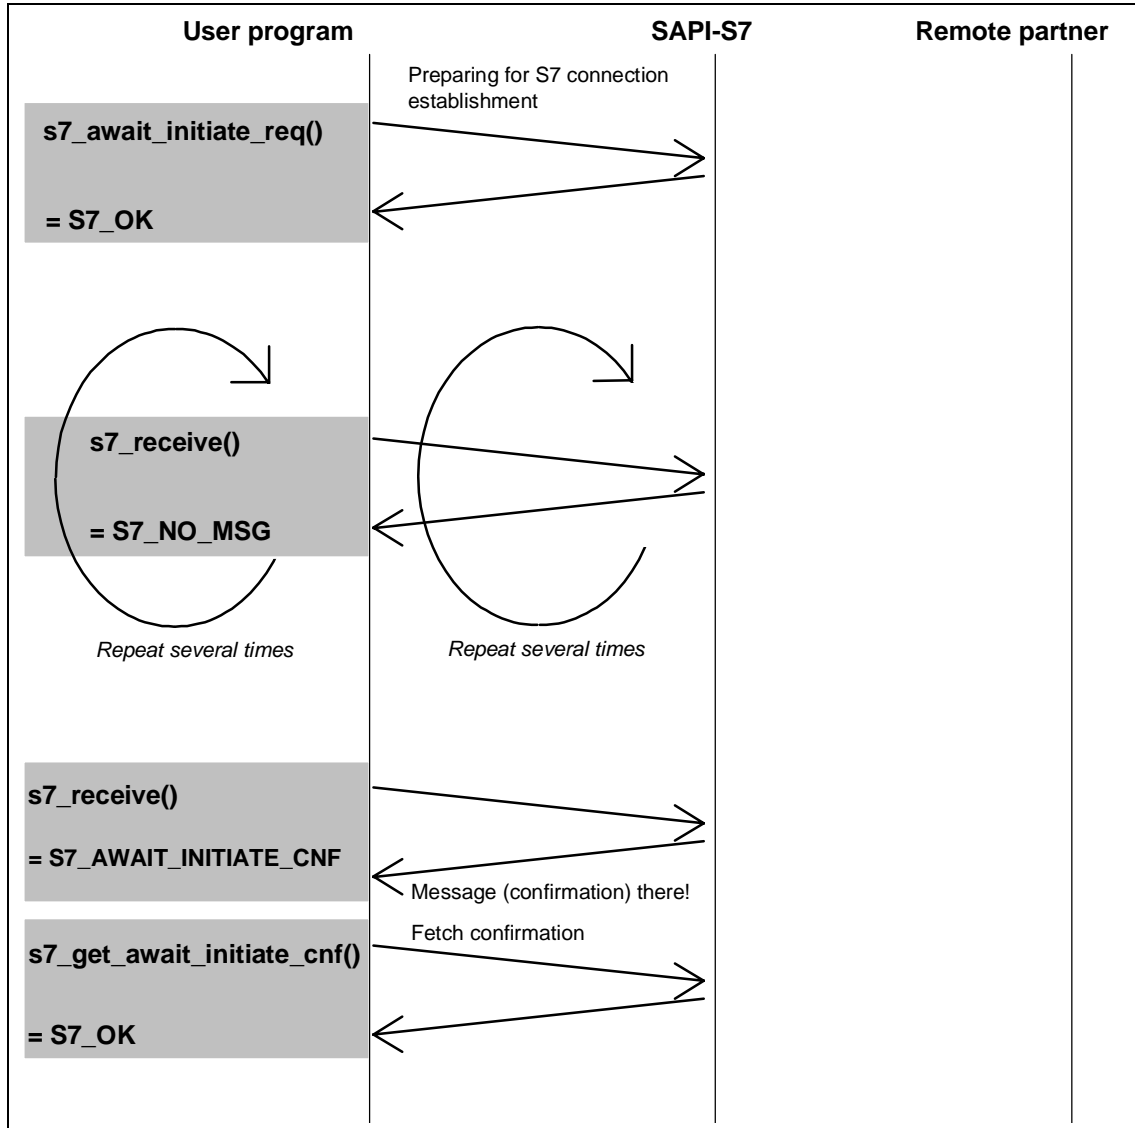 User program
SAPI-S7
Remote partner
Preparing for S7 connection
establishment
s7_await_initiate_req()
= S7_OK
s7_receive()
= S7_NO_MSG
Repeat several times
Repeat several times
s7_receive()
= S7_AWAIT_INITIATE_CNF
Message (confirmation) there!
Fetch confirmation
s7_get_await_initiate_cnf()
= S7_OK